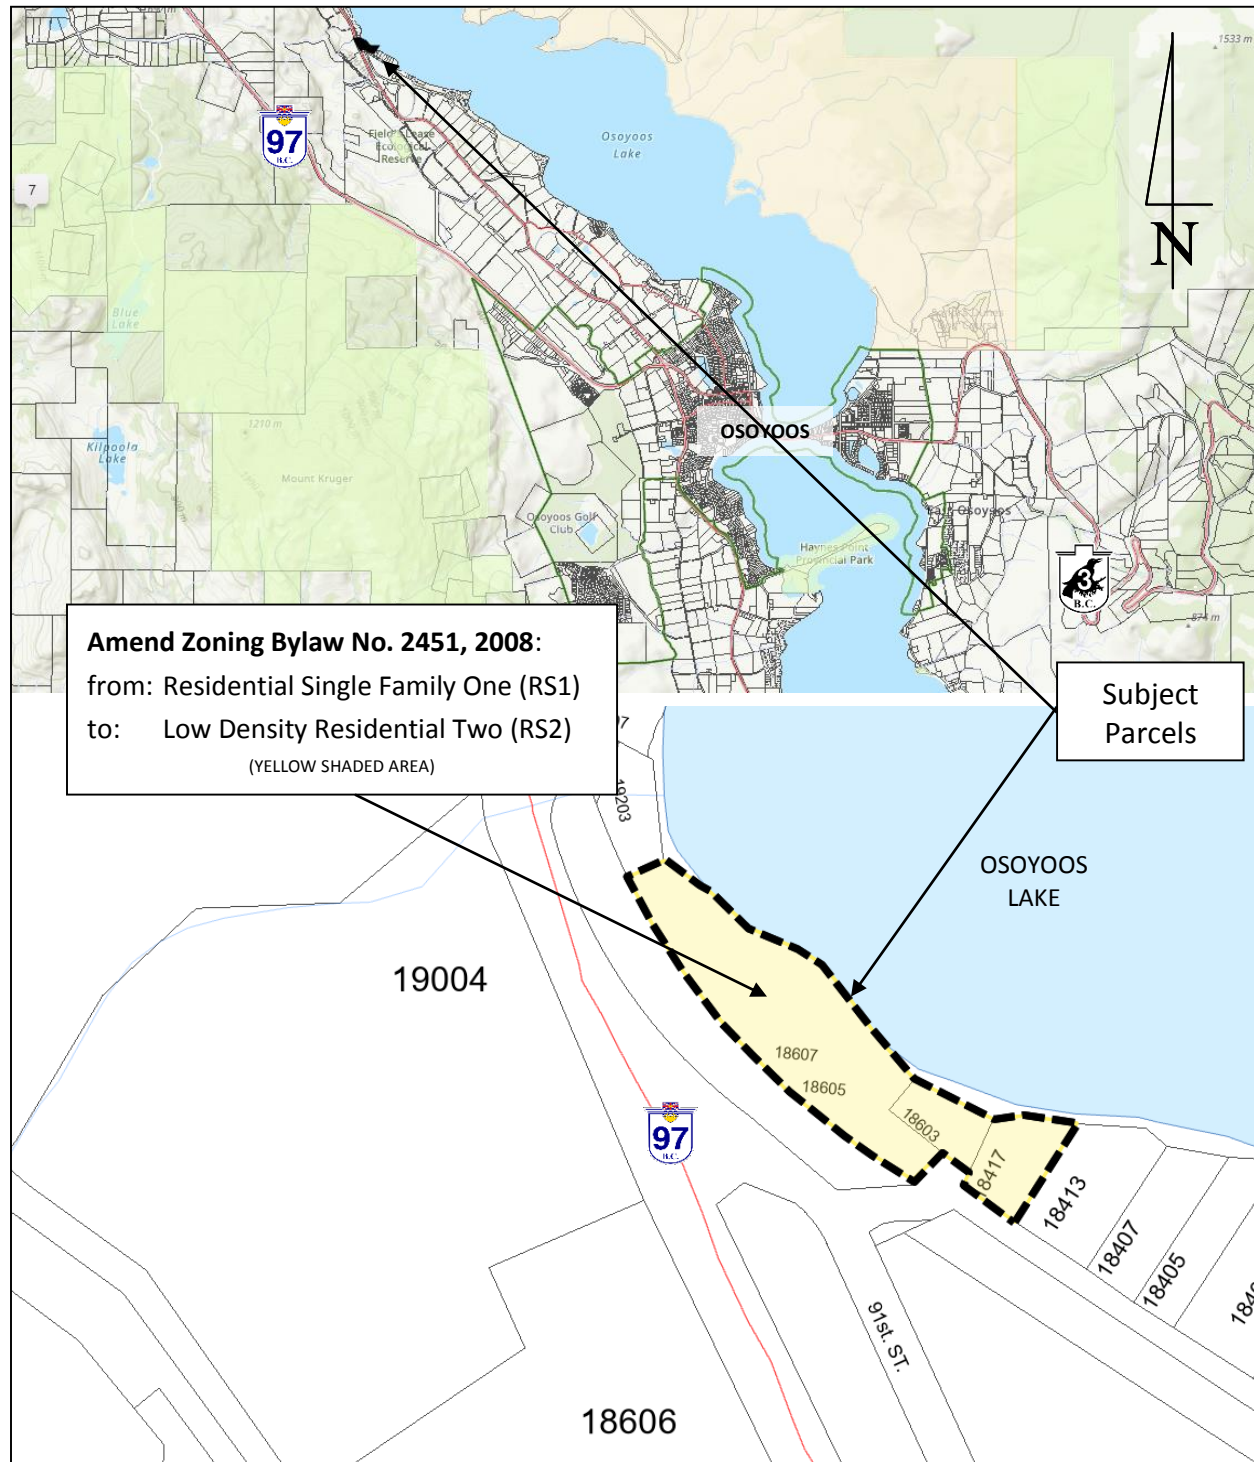 1533 m
Osoyoos
Lake
97
B.C.
Field's Lease
Ecological
Reserve
7
N
Blue
Lake
1210 m
OSOYOOS
Kilpoola
Lake
Mount Kruger
Osoyoos Golf
Club
East Osoyoos
Haynes Point
Provincial Park
3
B.C.
874 m
Amend Zoning Bylaw No. 2451, 2008:
from: Residential Single Family One (RS1)
to: Low Density Residential Two (RS2)
(YELLOW SHADED AREA)
Subject
Parcels
19203
OSOYOOS
LAKE
19004
18607
18605
18603
97
B.C.
18417
18413
18407
18405
91st. ST.
18606